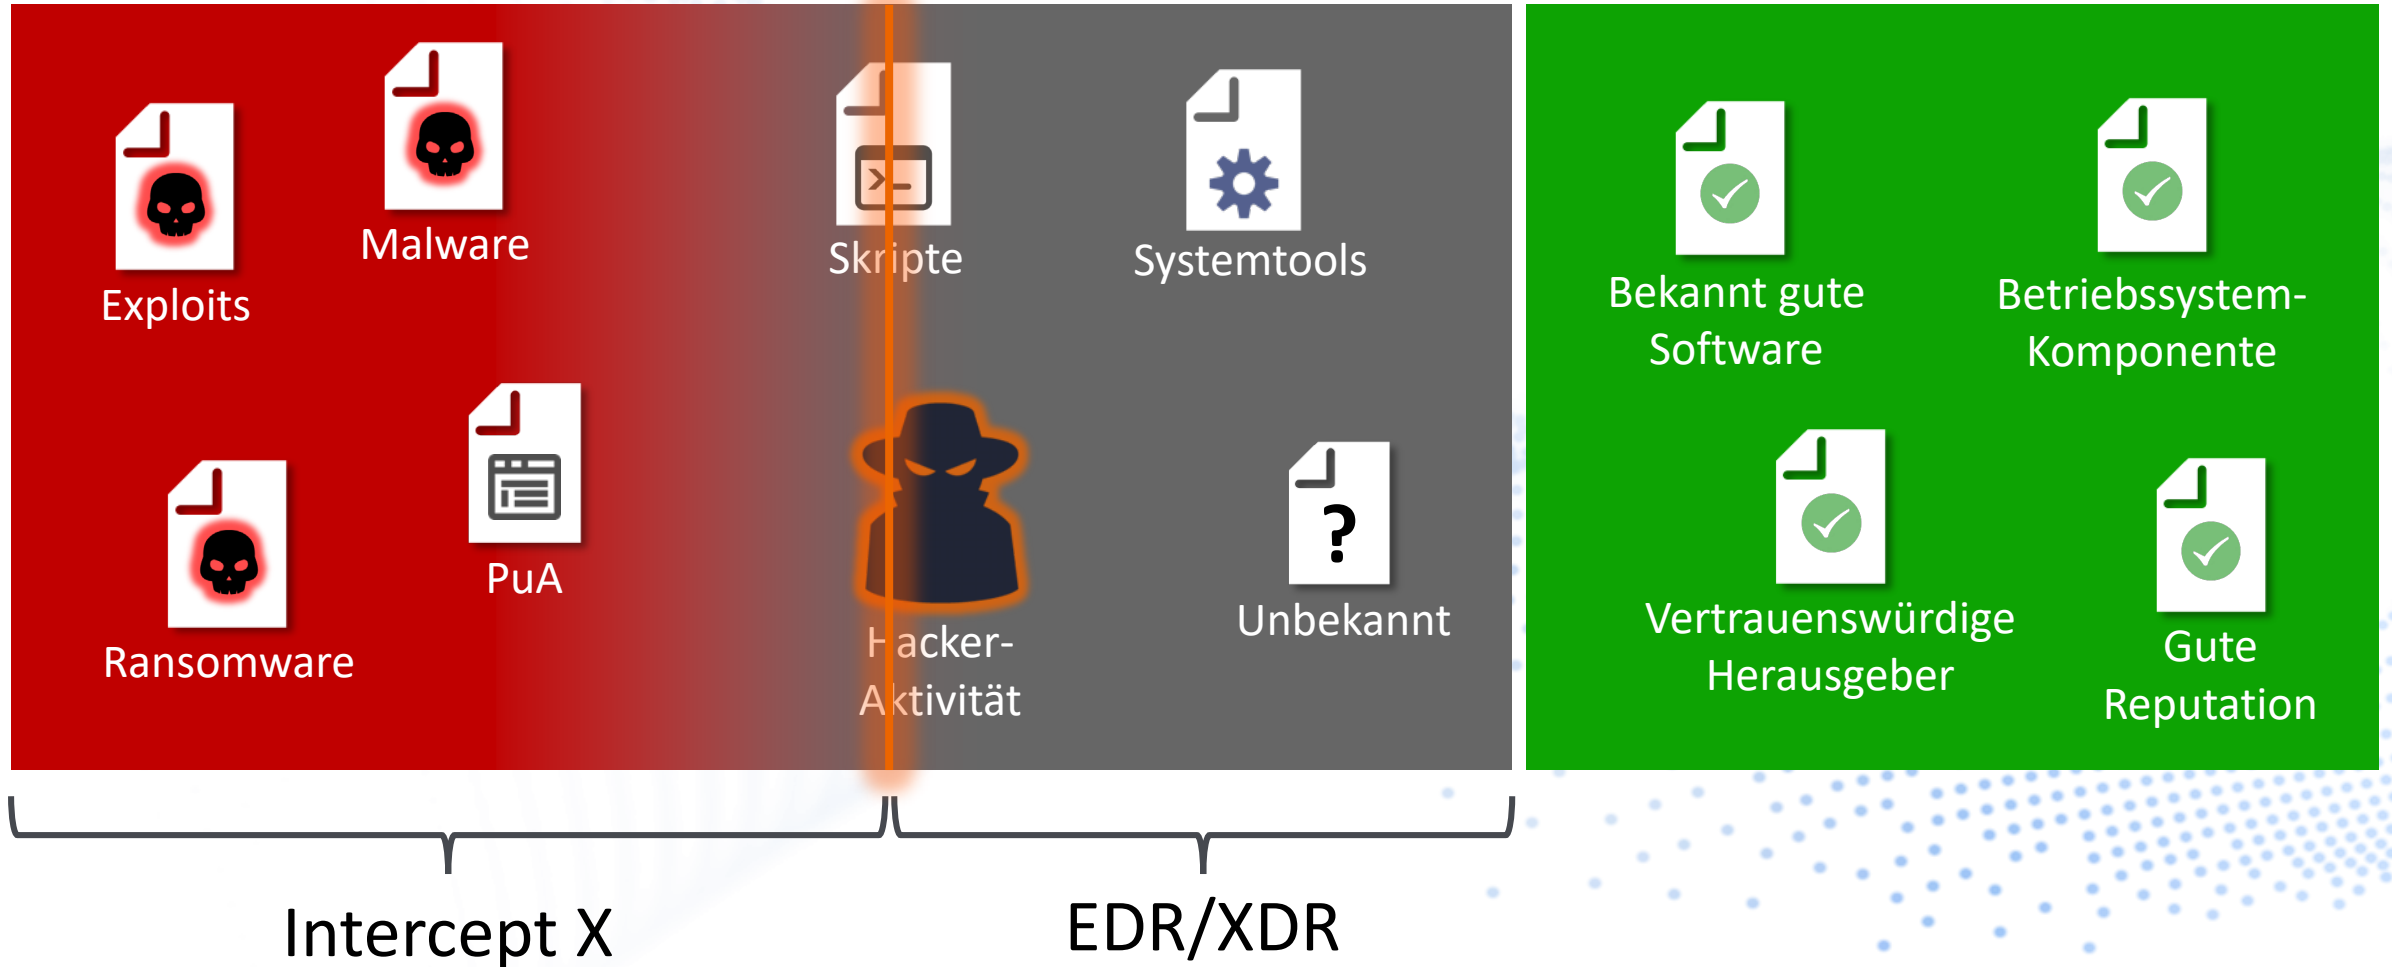 Exploits
Malware
Skripte
Systemtools
Ransomware
PuA
Hacker-
Aktivität
?
Unbekannt
Bekannt gute
Software
Betriebssystem-
Komponente
Vertrauenswürdige
Herausgeber
Gute
Reputation
Intercept X
EDR/XDR